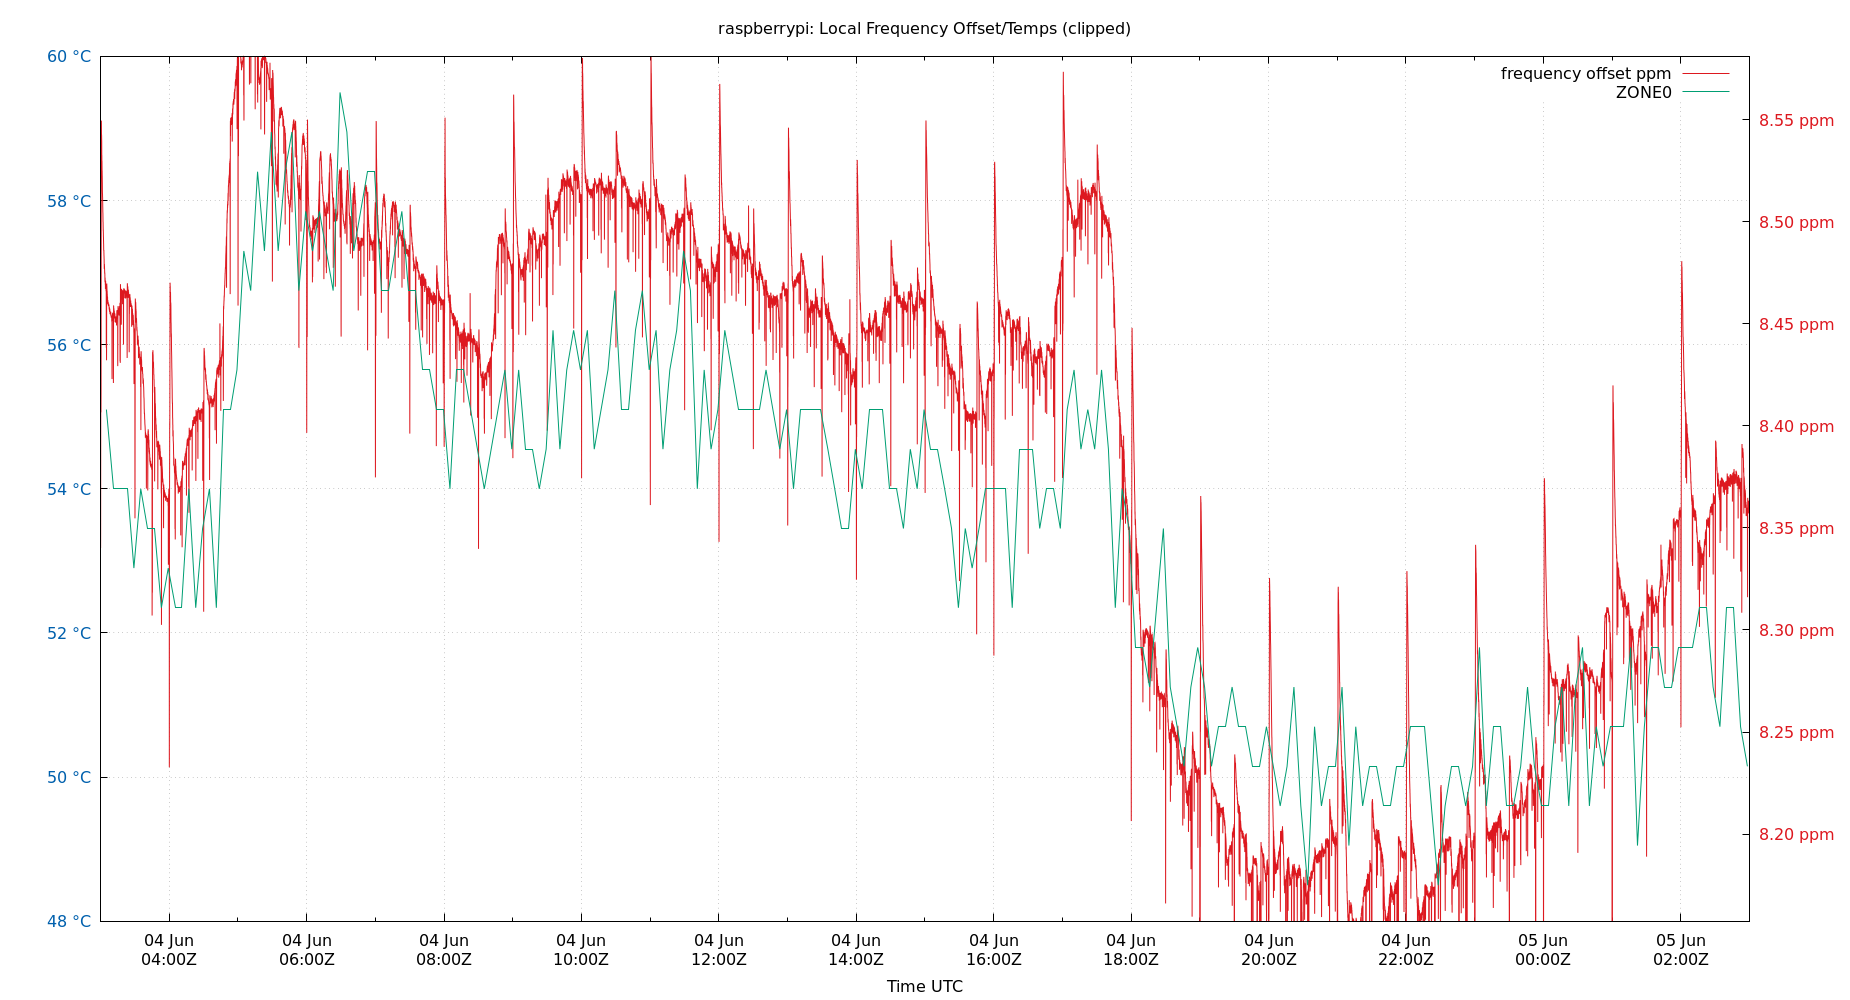 raspberrypi: Local Frequency Offset/Temps (clipped)
60 °C
58 °C
56 °C
54 °C
52 °C
50 °C
48 °C
frequency offset ppm
ZONE0
8.55 ppm
8.50 ppm
8.45 ppm
8.40 ppm
8.35 ppm
8.30 ppm
8.25 ppm
8.20 ppm
04 Jun 04 Jun 04 Jun 04 Jun 04 Jun 04 Jun 04 Jun 04 Jun 04 Jun 04 Jun 05 Jun 05 Jun
04:00Z 06:00Z 08:00Z 10:00Z 12:00Z 14:00Z 16:00Z 18:00Z 20:00Z 22:00Z 00:00Z 02:00Z
Time UTC